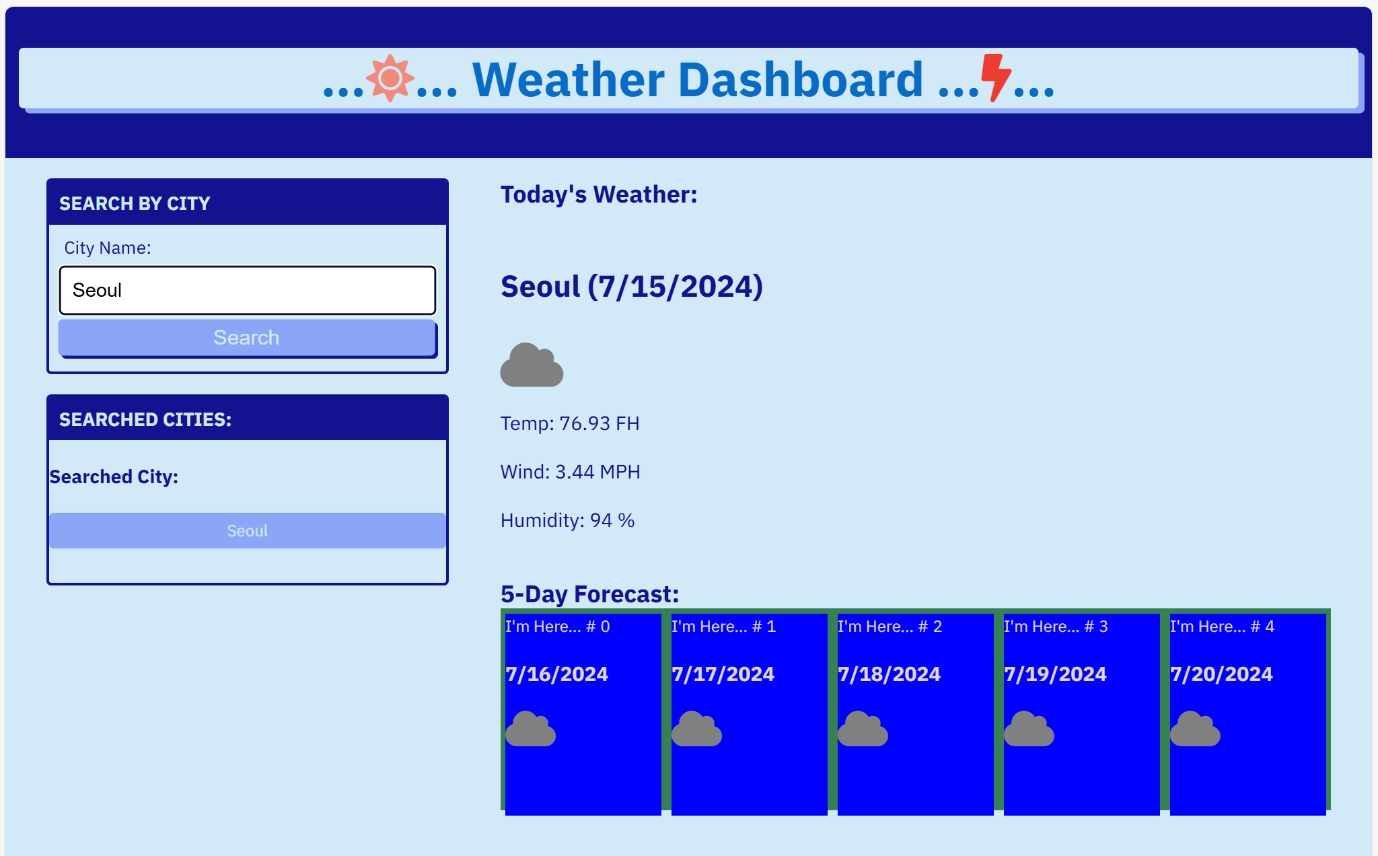 ...... Weather Dashboard ......
SEARCH BY CITY
City Name:
Seoul
Search
SEARCHED CITIES:
Searched City:
Seoul
Today's Weather:
Seoul (7/15/2024)
Temp: 76.93 FH
Wind: 3.44 MPH
Humidity: 94 %
5-Day Forecast:
I'm Here... # 0
7/16/2024
I'm Here... # 1
7/17/2024
I'm Here... # 2
7/18/2024
I'm Here... # 3
7/19/2024
I'm Here... # 4
7/20/2024